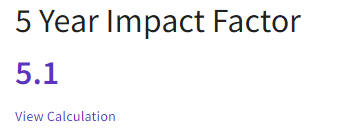 5 Year Impact Factor
5.1
View Calculation